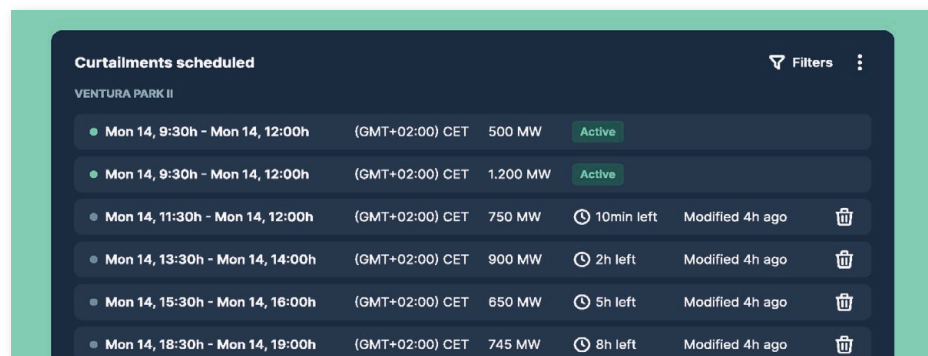 Curtailments scheduled Filters
VENTURA PARK II
Mon 14, 9:30h - Mon 14, 12:00h (GMT+02:00) CET 500 MW Active
Mon 14, 9:30h - Mon 14, 12:00h (GMT+02:00) CET 1.200 MW Active
Mon 14, 11:30h - Mon 14, 12:00h (GMT+02:00) CET 750 MW 10min left Modified 4h ago
Mon 14, 13:30h - Mon 14, 14:00h (GMT+02:00) CET 900 MW 2h left Modified 4h ago
Mon 14, 15:30h - Mon 14, 16:00h (GMT+02:00) CET 650 MW 5h left Modified 4h ago
Mon 14, 18:30h - Mon 14, 19:00h (GMT+02:00) CET 745 MW 8h left Modified 4h ago